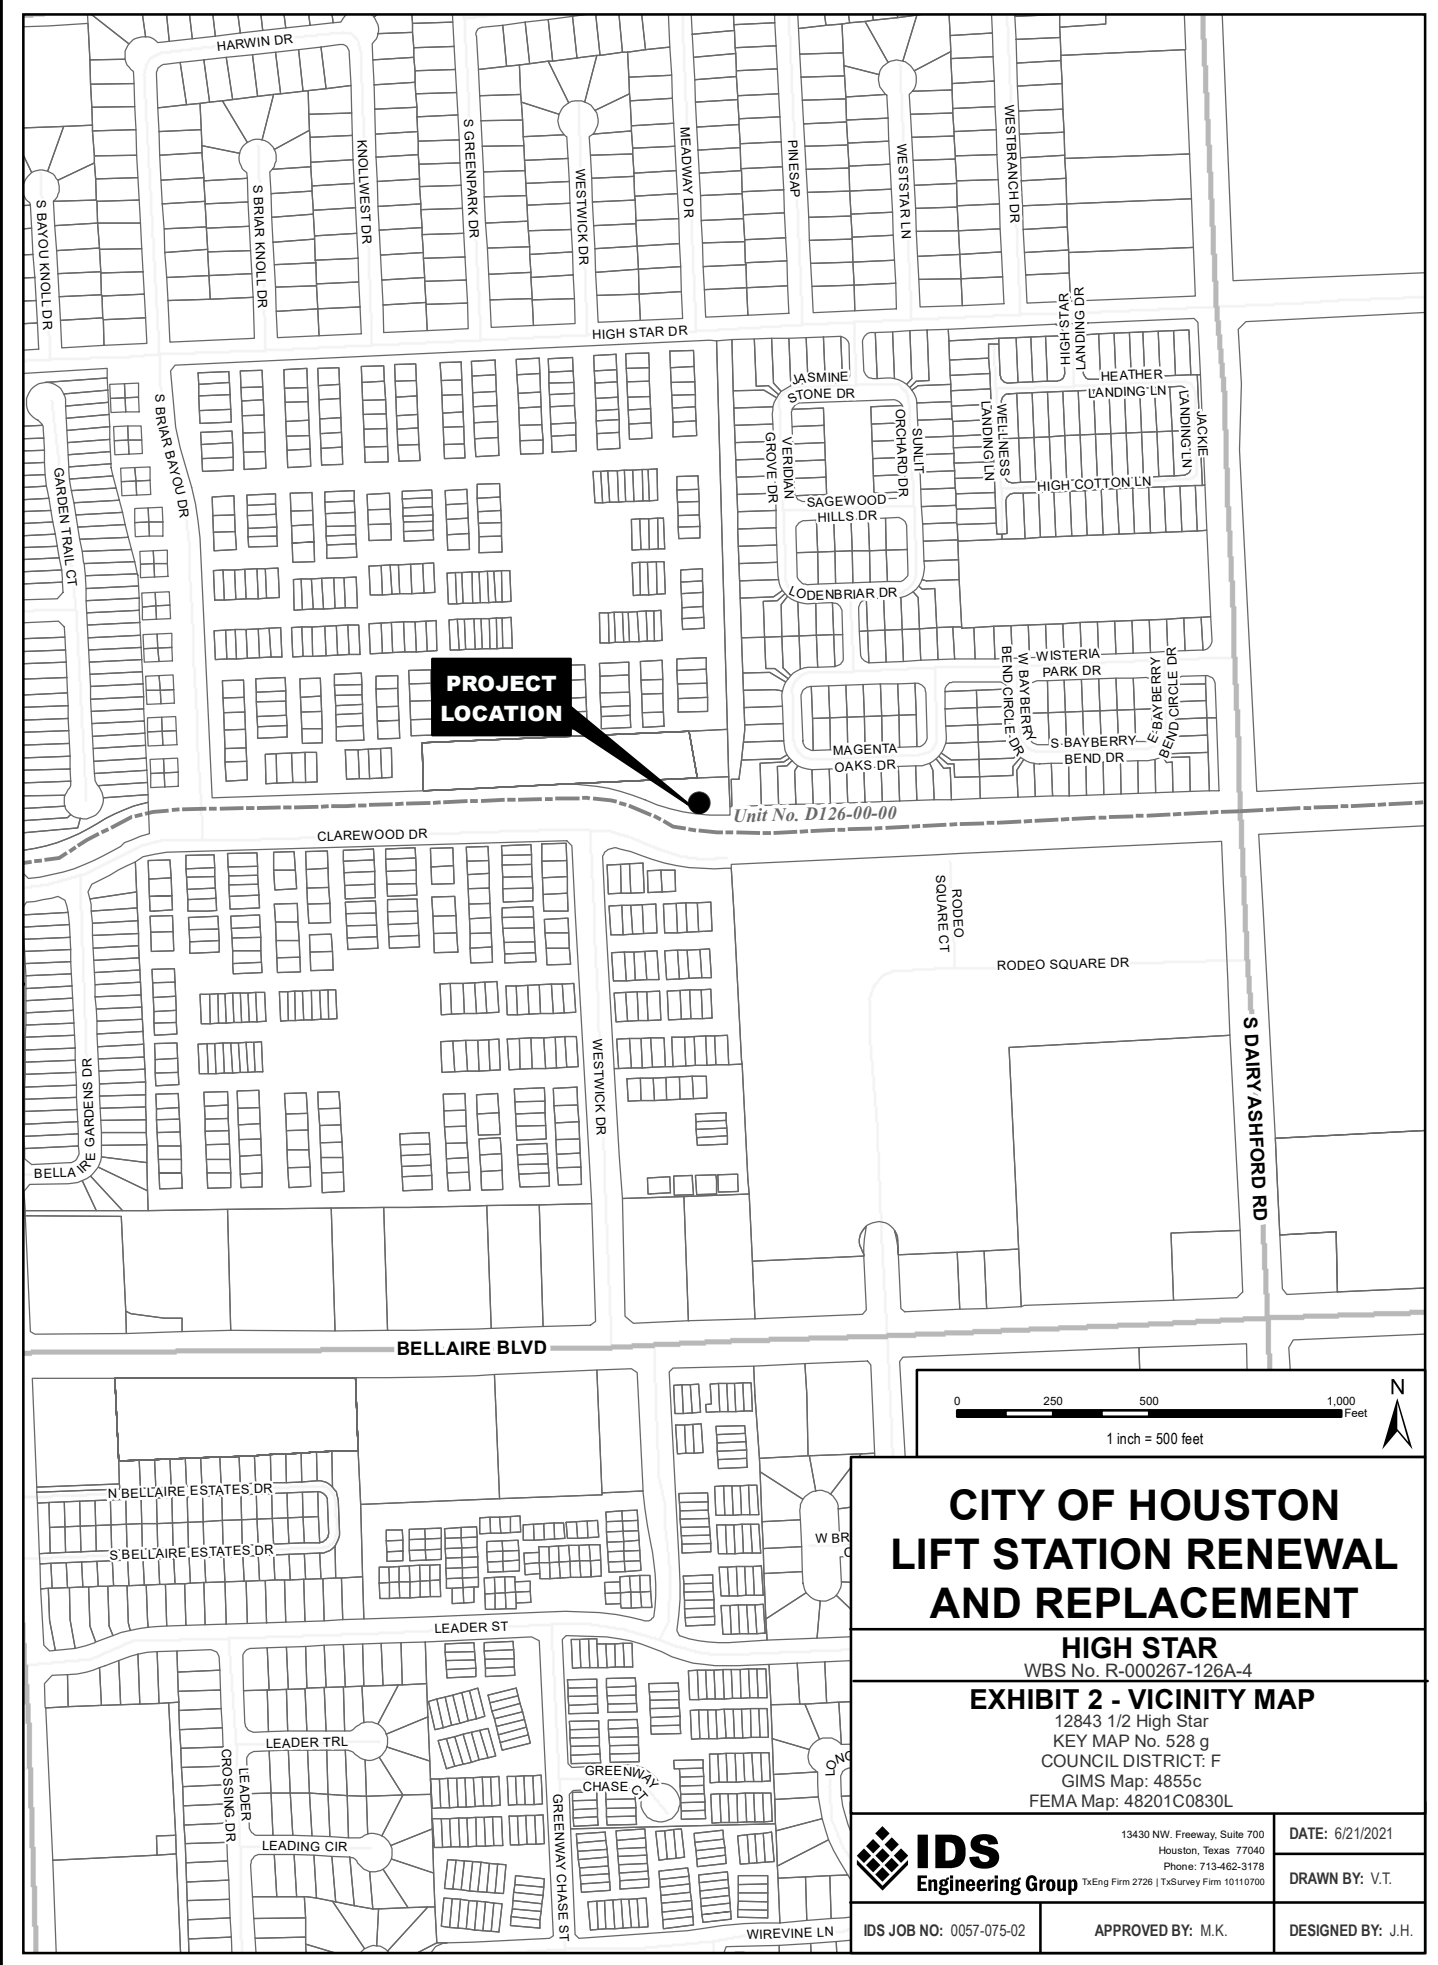 HARWIN DR
S BAYOU KNOLL DR
S BRIAR KNOLL DR
KNOLLWEST DR
S GREENPARK DR
WESTWICK DR
MEADWAY DR
PINESAP
WESTSTAR LN
WESTBRANCH DR
HIGH STAR DR
HIGH STAR
LANDING DR
JASMINE
STONE DR
HEATHER
LANDING LN
S BRIAR BAYOU DR
GARDEN TRAIL CT
VERIDIAN
GROVE DR
SUNLIT
ORCHARD DR
WELLNESS
LANDING LN
JACKIE
LANDING LN
HIGH COTTON LN
SAGEWOOD
HILLS DR
LODENBRIAR DR
WISTERIA
PARK DR
W BAYBERRY
BEND CIRCLE DR
E BAYBERRY
BEND CIRCLE DR
S BAYBERRY
BEND DR
MAGENTA
OAKS DR
PROJECT
LOCATION
Unit No. D126-00-00
CLAREWOOD DR
RODEO
SQUARE CT
RODEO SQUARE DR
WESTWICK DR
S DAIRY ASHFORD RD
BELLAIRE GARDENS DR
BELLAIRE BLVD
N BELLAIRE ESTATES DR
S BELLAIRE ESTATES DR
LEADER ST
LEADER TRL
LEADER
CROSSING DR
LEADING CIR
GREENWAY
CHASE CT
GREENWAY CHASE ST
WIREVINE LN
W BR
0 250 500 1,000
Feet
1 inch = 500 feet
N
CITY OF HOUSTON
LIFT STATION RENEWAL
AND REPLACEMENT
HIGH STAR
WBS No. R-000267-126A-4
EXHIBIT 2 - VICINITY MAP
12843 1/2 High Star
KEY MAP No. 528 g
COUNCIL DISTRICT: F
GIMS Map: 4855c
FEMA Map: 48201C0830L
IDS
Engineering Group
13430 NW. Freeway, Suite 700
Houston, Texas 77040
Phone: 713-462-3178
TxEng Firm 2726 | TxSurvey Firm 10110700
DATE: 6/21/2021
DRAWN BY: V.T.
IDS JOB NO: 0057-075-02
APPROVED BY: M.K.
DESIGNED BY: J.H.